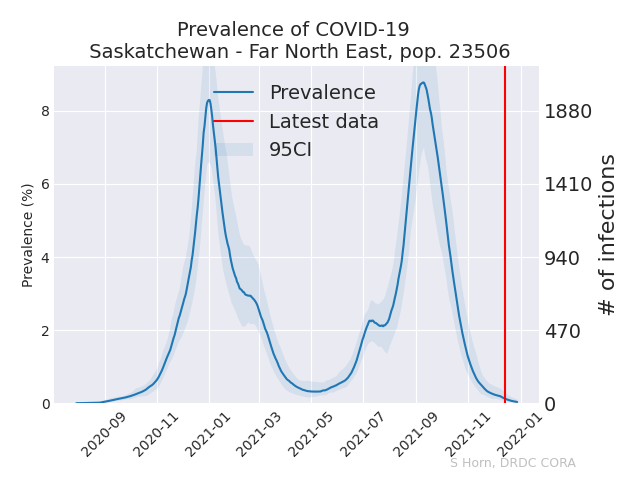 Prevalence of COVID-19
Saskatchewan - Far North East, pop. 23506
Prevalence
Latest data
95CI
Prevalence (%)
8
6
4
2
0
# of infections
1880
1410
940
470
0
2020-09
2020-11
2021-01
2021-03
2021-05
2021-07
2021-09
2021-11
2022-01
S Horn, DRDC CORA